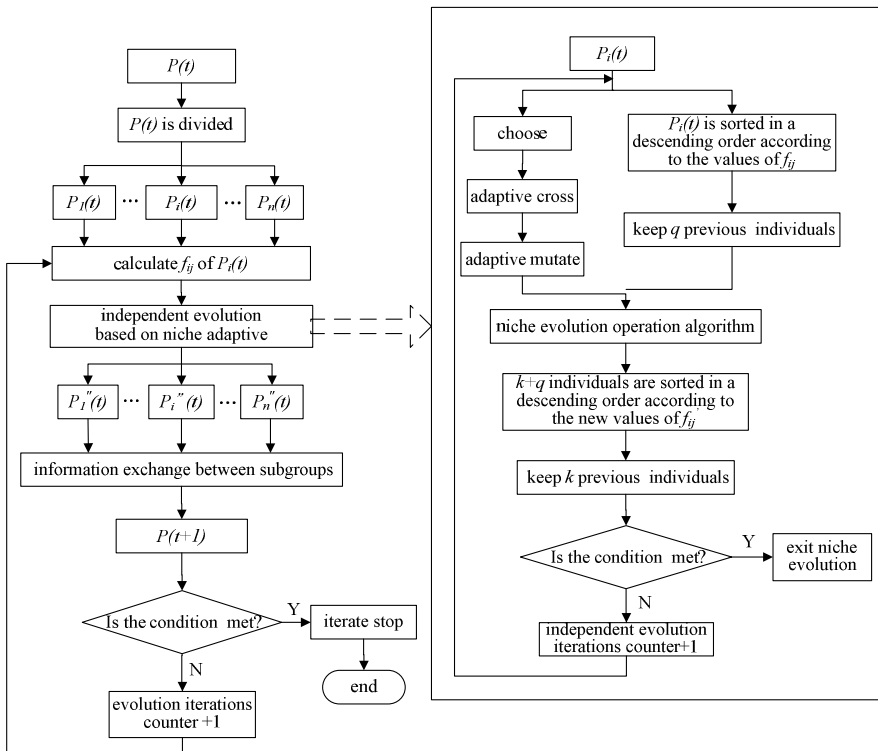 P(t)
P(t) is divided
P1(t) ··· Pi(t) ··· Pn(t)
calculate fij of Pi(t)
independent evolution
based on niche adaptive
P1″(t) ··· Pi″(t) ··· Pn″(t)
information exchange between subgroups
P(t+1)
Is the condition met?
Y
iterate stop
end
N
evolution iterations
counter +1
Pi(t)
choose
adaptive cross
adaptive mutate
Pi(t) is sorted in a
descending order according
to the values of fij
keep q previous individuals
niche evolution operation algorithm
k+q individuals are sorted in a
descending order according to
the new values of fij'
keep k previous individuals
Is the condition met?
Y
exit niche
evolution
N
independent evolution
iterations counter+1